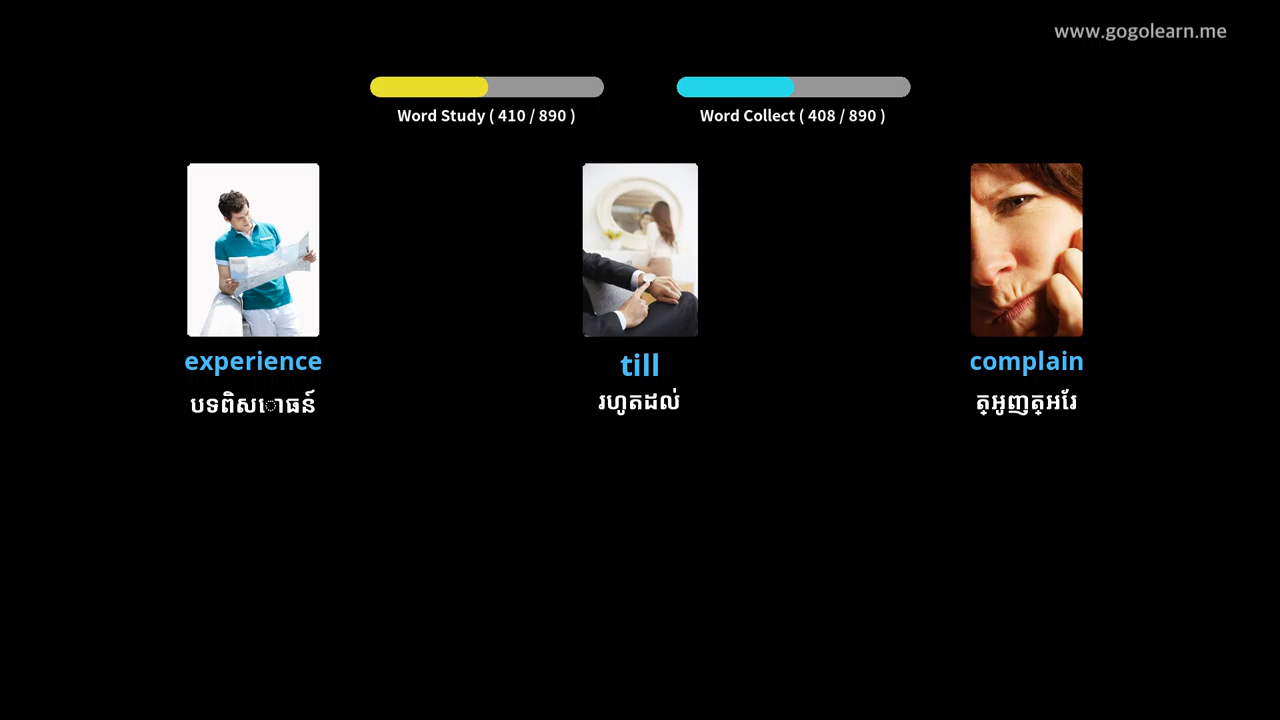 www.gogolearn.me
Word Study ( 410 / 890 )
Word Collect ( 408 / 890 )
experience
till
complain
បទពិសោធន៍
រហូតដល់
ត្អូញត្អែរ